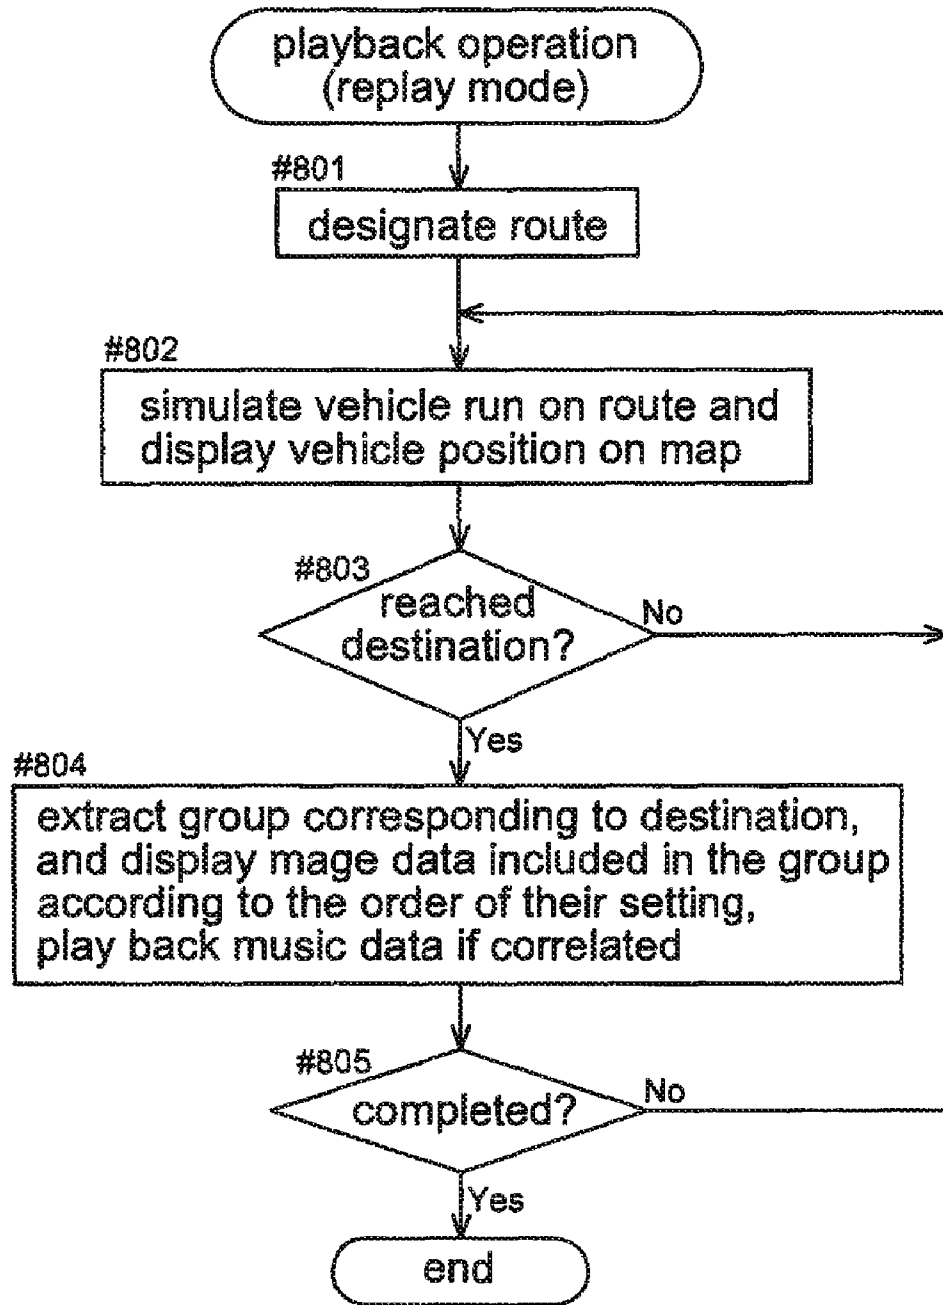 playback operation
(replay mode)
#801
designate route
#802
simulate vehicle run on route and
display vehicle position on map
#803
reached
destination?
No
Yes
#804
extract group corresponding to destination,
and display mage data included in the group
according to the order of their setting,
play back music data if correlated
#805
completed?
No
Yes
end